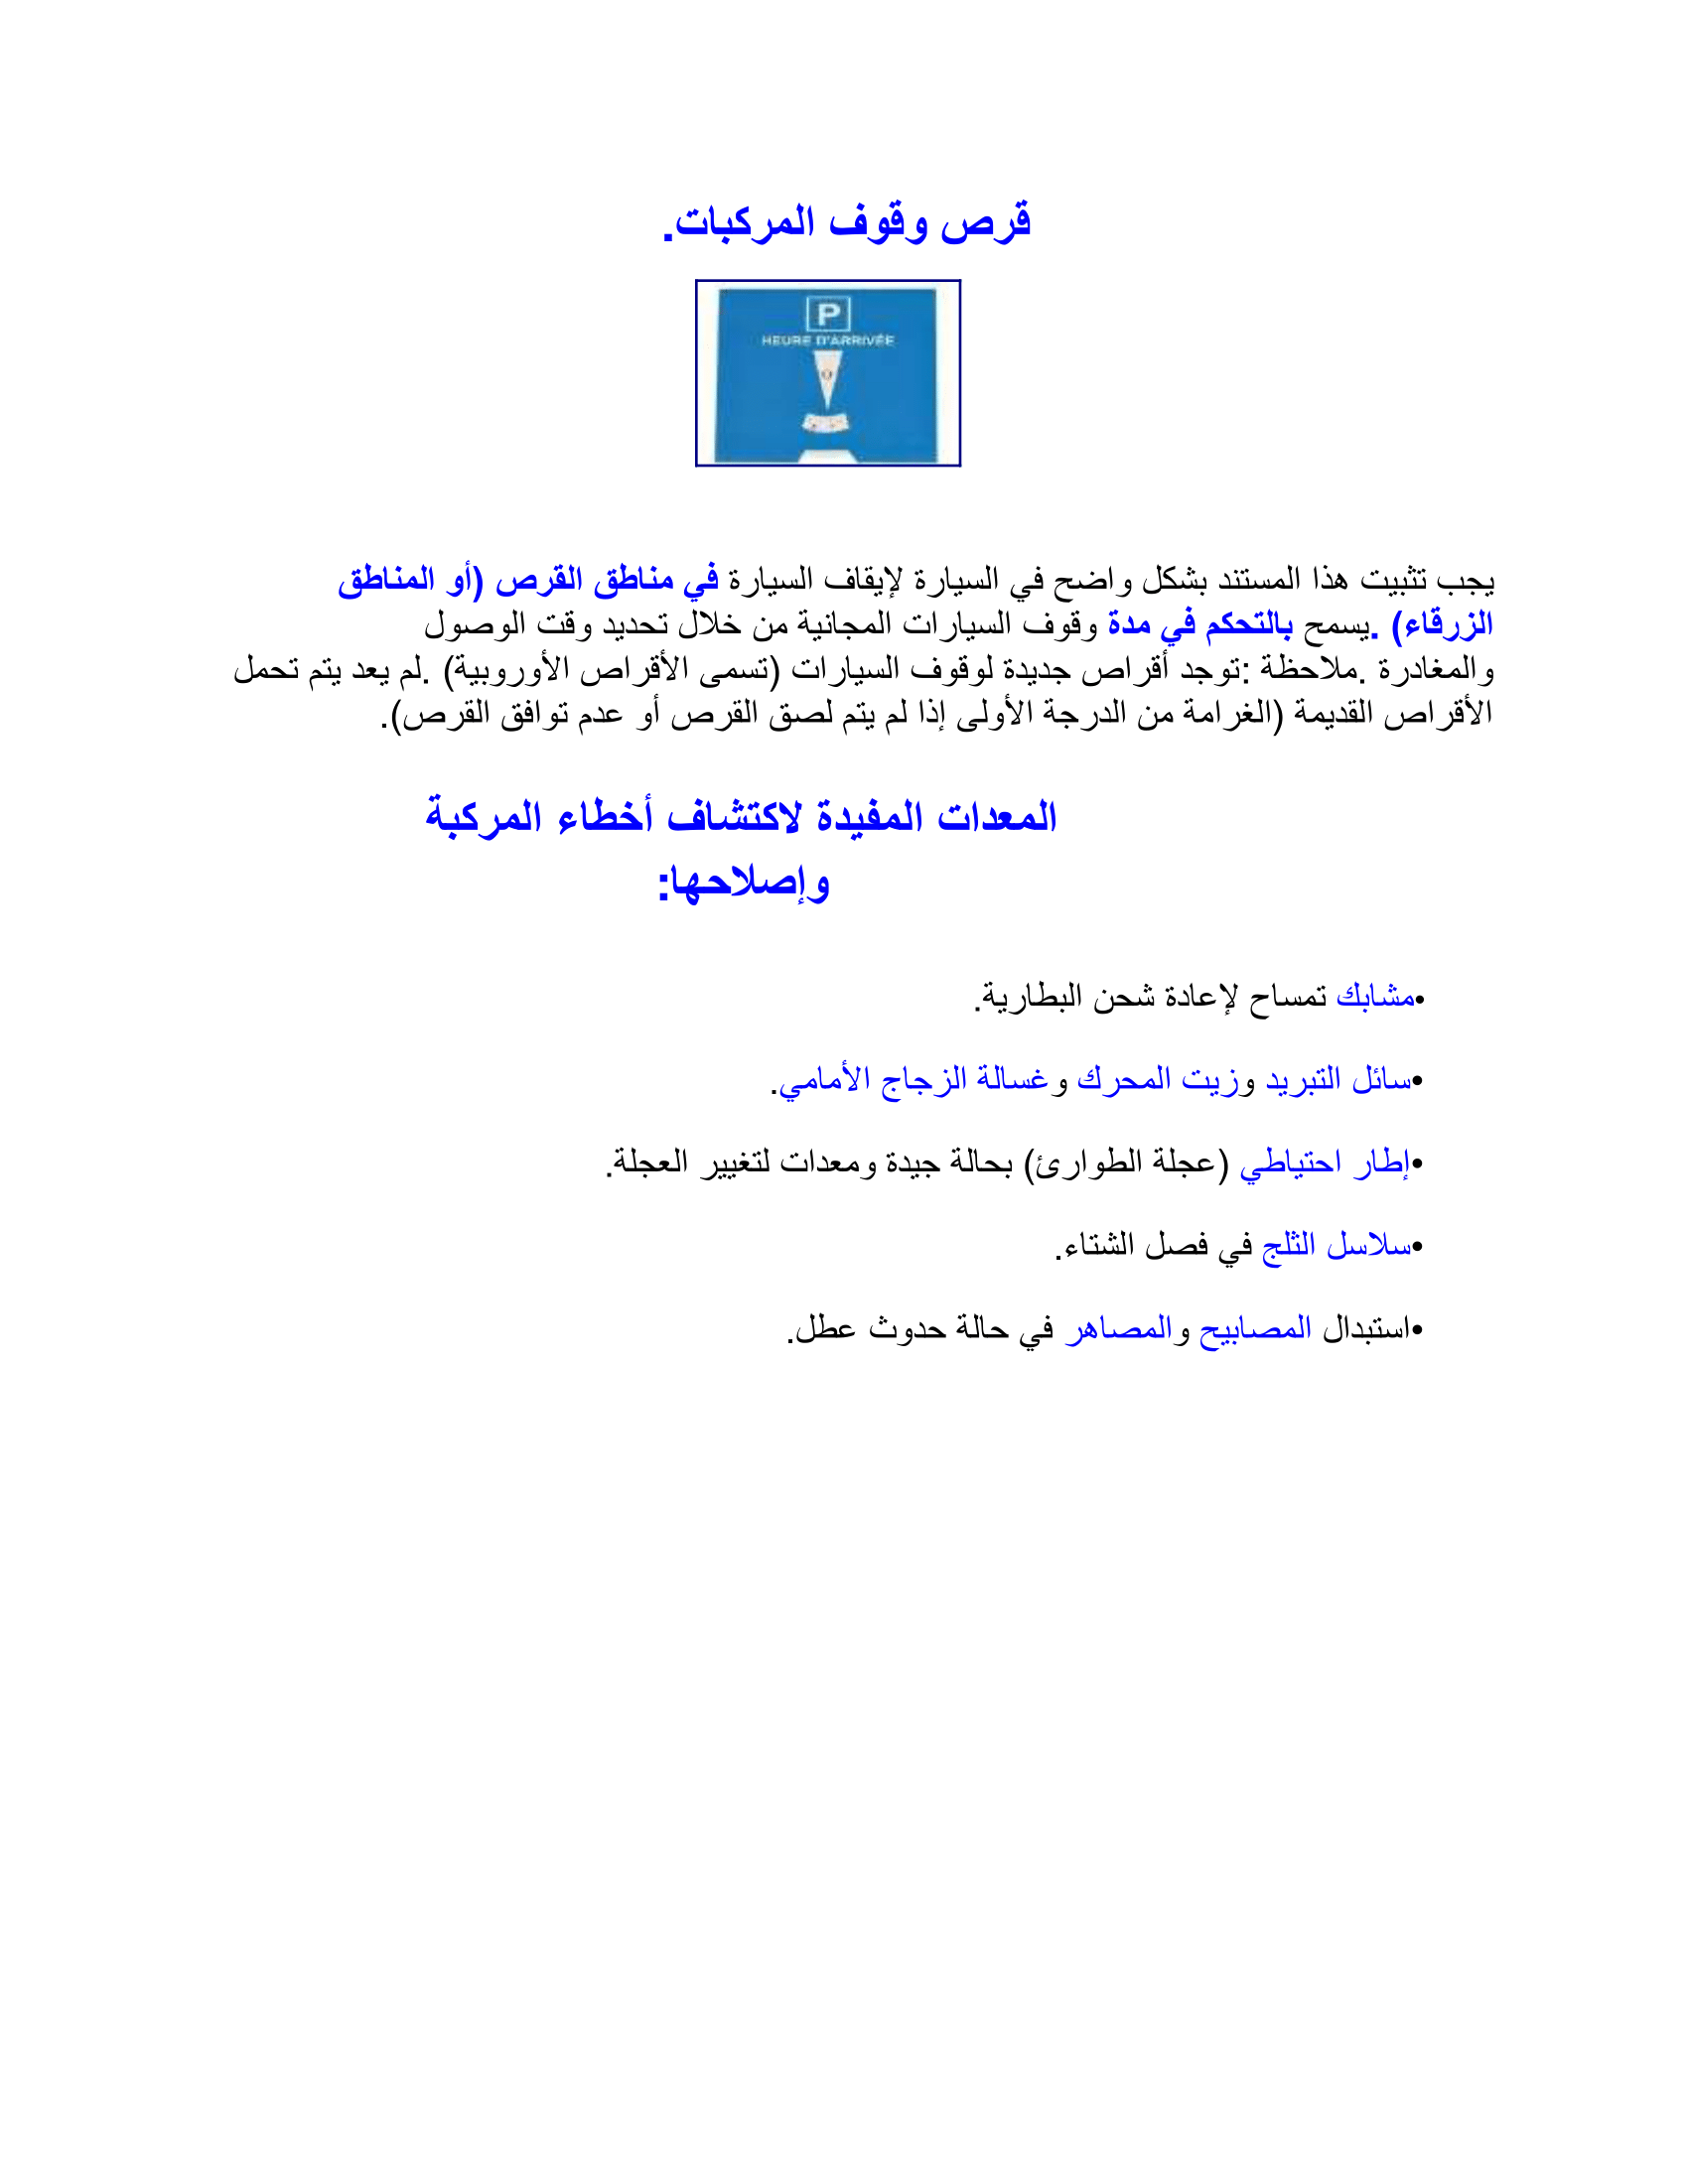 قرص وقوف المركبات.
P
HEURE D'ARRIVÉE
يجب تثبيت هذا المستند بشكل واضح في السيارة لإيقاف السيارة في مناطق القرص (أو المناطق
الزرقاء) .يسمح بالتحكم في مدة وقوف السيارات المجانية من خلال تحديد وقت الوصول
والمغادرة .ملاحظة :توجد أقراص جديدة لوقوف السيارات (تسمى الأقراص الأوروبية) .لم يعد يتم تحمل
الأقراص القديمة (الغرامة من الدرجة الأولى إذا لم يتم لصق القرص أو عدم توافق القرص).
المعدات المفيدة لاكتشاف أخطاء المركبة
وإصلاحها:
•مشابك تمساح لإعادة شحن البطارية.
•سائل التبريد وزيت المحرك وغسالة الزجاج الأمامي.
•إطار احتياطي (عجلة الطوارئ) بحالة جيدة ومعدات لتغيير العجلة.
•سلاسل الثلج في فصل الشتاء.
•استبدال المصابيح والمصاهر في حالة حدوث عطل.